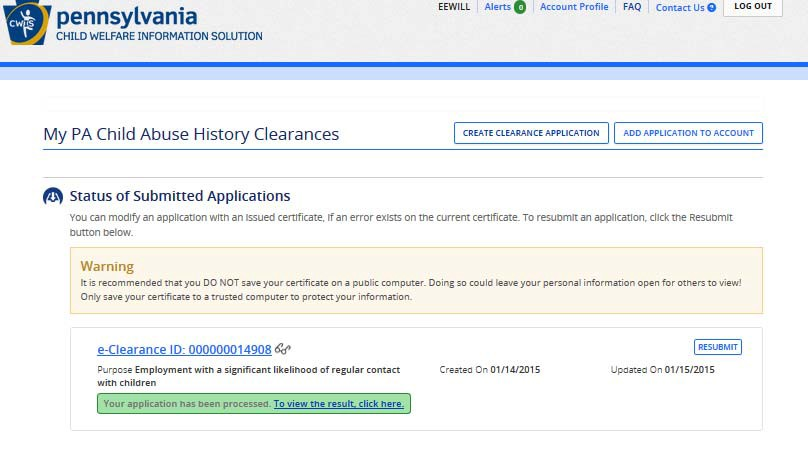 CWIS
pennsylvania
CHILD WELFARE INFORMATION SOLUTION
EEWILL Alerts 0 Account Profile FAQ Contact Us LOG OUT
My PA Child Abuse History Clearances
CREATE CLEARANCE APPLICATION ADD APPLICATION TO ACCOUNT
Status of Submitted Applications
You can modify an application with an issued certificate, if an error exists on the current certificate. To resubmit an application, click the Resubmit
button below.
Warning
It is recommended that you DO NOT save your certificate on a public computer. Doing so could leave your personal information open for others to view!
Only save your certificate to a trusted computer to protect your information.
e-Clearance ID: 000000014908 RESUBMIT
Purpose Employment with a significant likelihood of regular contact Created On 01/14/2015 Updated On 01/15/2015
with children
Your application has been processed. To view the result, click here.